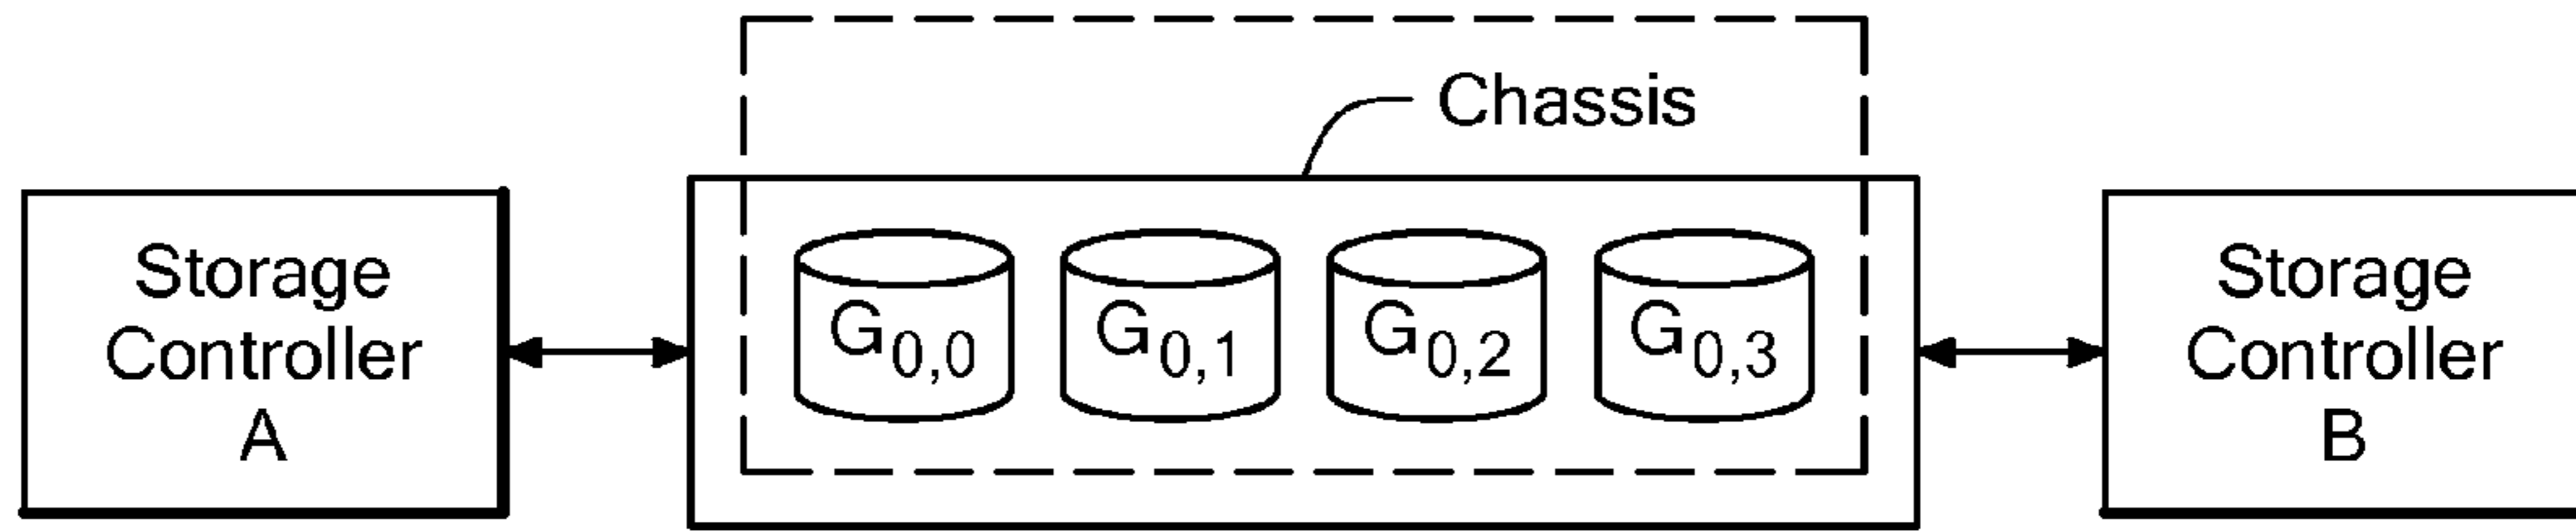 Chassis
Storage
Controller
A
G0,0
G0,1
G0,2
G0,3
Storage
Controller
B